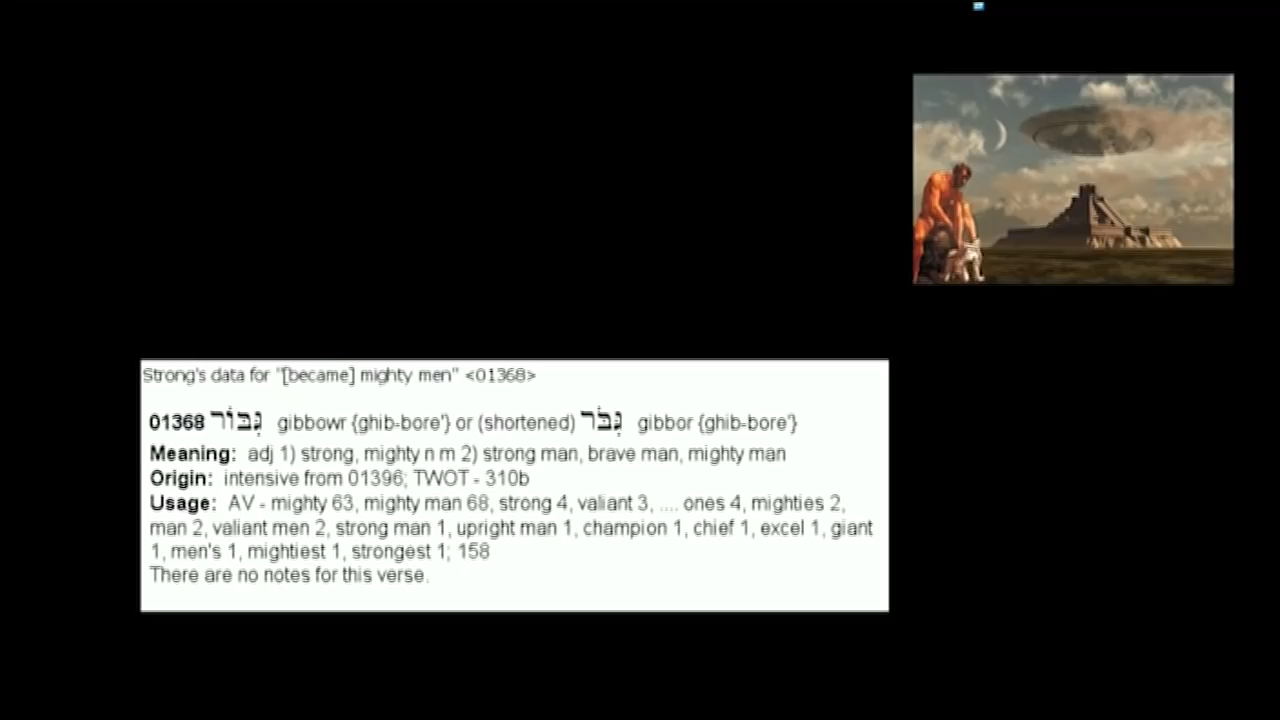 Strong's data for "[became] mighty men" <01368>
01368 גִּבּוֹר gibbowr {ghib-bore'} or (shortened) גִּבֹּר gibbor {ghib-bore'}
Meaning: adj 1) strong, mighty n m 2) strong man, brave man, mighty man
Origin: intensive from 01396; TWOT - 310b
Usage: AV - mighty 63, mighty man 68, strong 4, valiant 3, .... ones 4, mighties 2,
man 2, valiant men 2, strong man 1, upright man 1, champion 1, chief 1, excel 1, giant
1, men's 1, mightiest 1, strongest 1; 158
There are no notes for this verse.